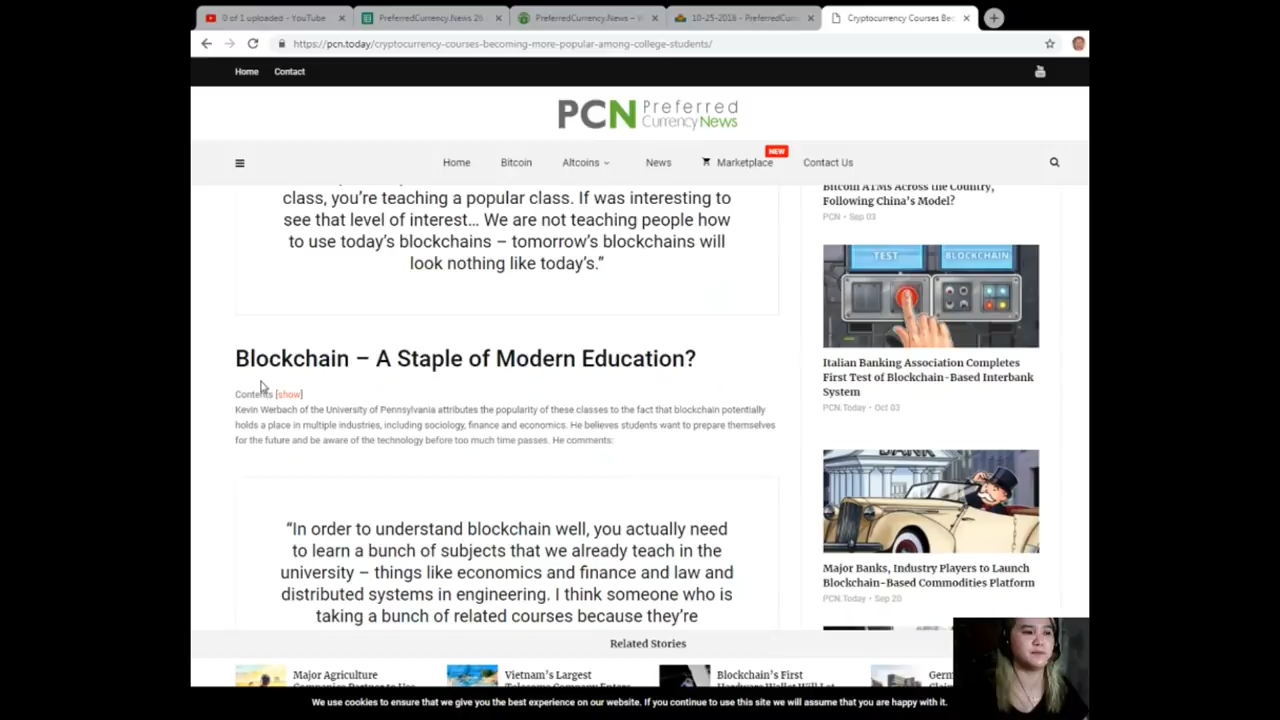 0 of 1 uploaded - YouTube
PreferredCurrency.News 26
PreferredCurrency.News – V
10-25-2018 - PreferredCurre
Cryptocurrency Courses Bec
https://pcn.today/cryptocurrency-courses-becoming-more-popular-among-college-students/
Home
Contact
PCN Preferred
Currency News
Home
Bitcoin
Altcoins
News
Marketplace
NEW
Contact Us
class, you're teaching a popular class. If was interesting to
see that level of interest… We are not teaching people how
to use today's blockchains – tomorrow's blockchains will
look nothing like today's.”
Blockchain – A Staple of Modern Education?
Contents [show]
Kevin Werbach of the University of Pennsylvania attributes the popularity of these classes to the fact that blockchain potentially
holds a place in multiple industries, including sociology, finance and economics. He believes students want to prepare themselves
for the future and be aware of the technology before too much time passes. He comments:
“In order to understand blockchain well, you actually need
to learn a bunch of subjects that we already teach in the
university – things like economics and finance and law and
distributed systems in engineering. I think someone who is
taking a bunch of related courses because they're
Bitcoin ATMs Across the Country,
Following China's Model?
PCN - Sep 03
TEST
BLOCKCHAIN
Italian Banking Association Completes
First Test of Blockchain-Based Interbank
System
PCN.Today - Oct 03
BANK
Major Banks, Industry Players to Launch
Blockchain-Based Commodities Platform
PCN.Today - Sep 20
Related Stories
Major Agriculture
Vietnam's Largest
Blockchain's First
Germ
We use cookies to ensure that we give you the best experience on our website. If you continue to use this site we will assume that you are happy with it.